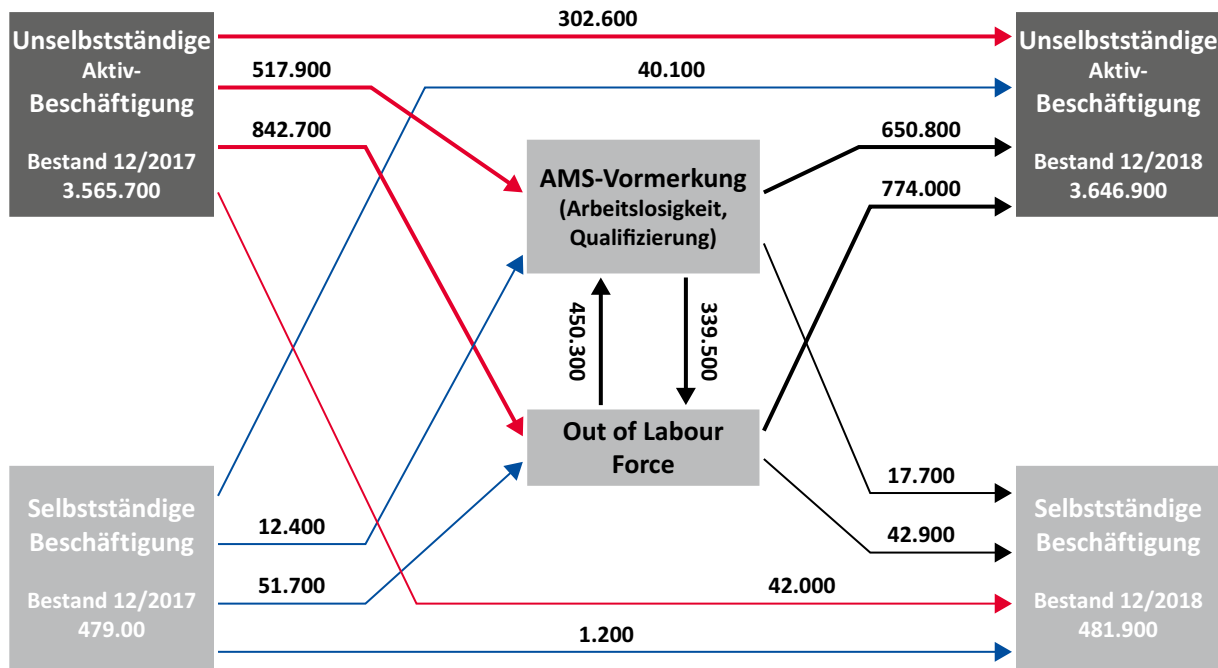 302.600
Unselbstständige
Aktiv-
Beschäftigung
Bestand 12/2017
3.565.700
517.900
40.100
842.700
Unselbstständige
Aktiv-
Beschäftigung
Bestand 12/2018
3.646.900
650.800
774.000
AMS-Vormerkung
(Arbeitslosigkeit,
Qualifizierung)
450.300
339.500
Out of Labour
Force
Selbstständige
Beschäftigung
Bestand 12/2017
479.00
12.400
51.700
17.700
42.900
42.000
1.200
Selbstständige
Beschäftigung
Bestand 12/2018
481.900